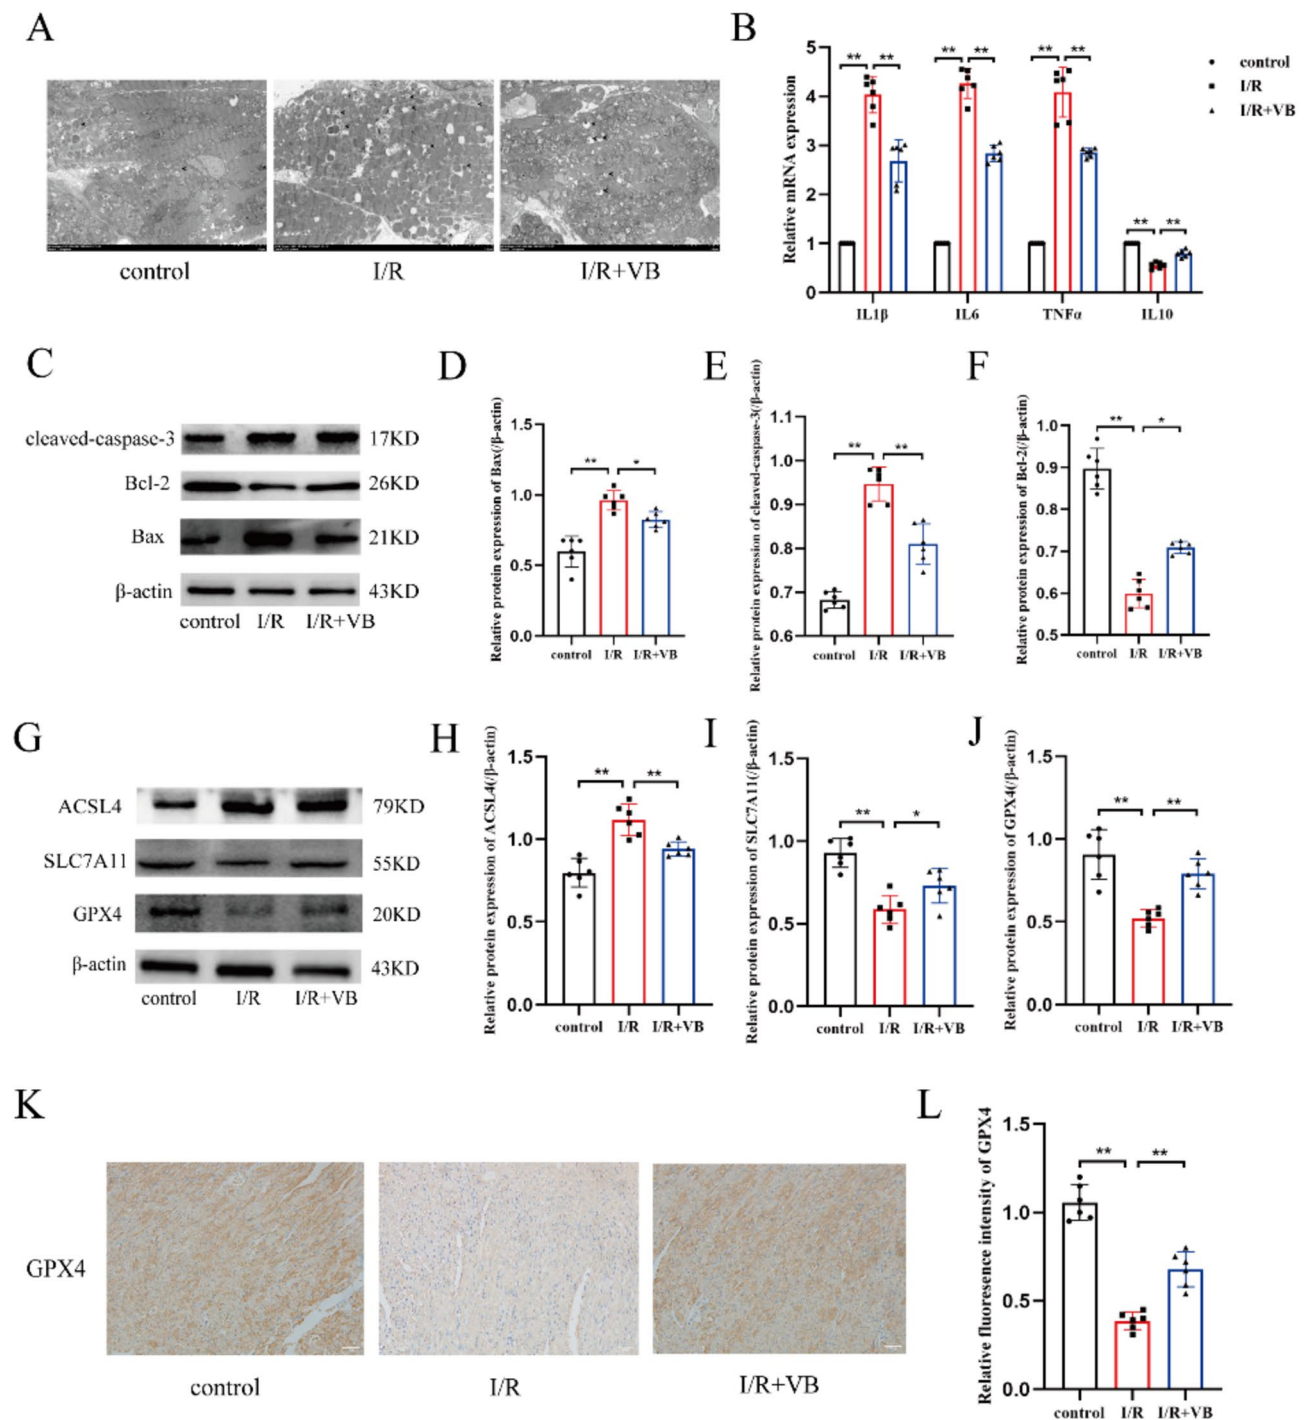 A
control
I/R
I/R+VB
B
Relative mRNA expression
5
4
3
2
1
0
** **
** **
** **
** **
IL1β
IL6
TNFα
IL10
control
I/R
I/R+VB
C
cleaved-caspase-3
17KD
Bcl-2
26KD
Bax
21KD
β-actin
43KD
control
I/R
I/R+VB
D
Relative protein expression of Bax(/β-actin)
1.5
1.0
0.5
0.0
** *
control
I/R
I/R+VB
E
Relative protein expression of cleaved-caspase-3(/β-actin)
1.1
1.0
0.9
0.8
0.7
0.6
** **
control
I/R
I/R+VB
F
Relative protein expression of Bcl-2(/β-actin)
1.0
0.9
0.8
0.7
0.6
0.5
** *
control
I/R
I/R+VB
G
ACSL4
79KD
SLC7A11
55KD
GPX4
20KD
β-actin
43KD
control
I/R
I/R+VB
H
Relative protein expression of ACSL4(/β-actin)
1.5
1.0
0.5
0.0
** **
control
I/R
I/R+VB
I
Relative protein expression of SLC7A11(/β-actin)
1.5
1.0
0.5
0.0
** *
control
I/R
I/R+VB
J
Relative protein expression of GPX4(/β-actin)
1.5
1.0
0.5
0.0
** **
control
I/R
I/R+VB
K
GPX4
control
I/R
I/R+VB
L
Relative fluoresence intensity of GPX4
1.5
1.0
0.5
0.0
** **
control
I/R
I/R+VB